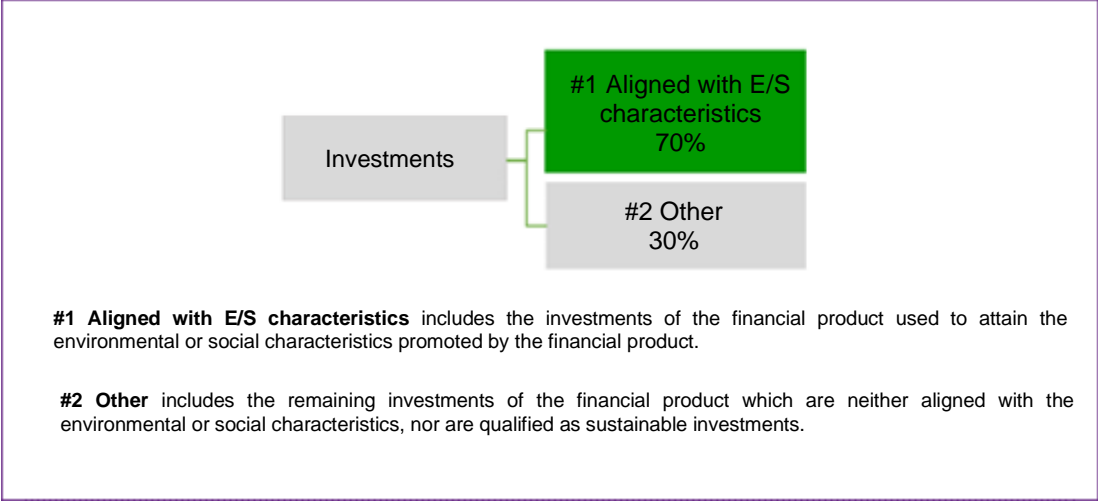 #1 Aligned with E/S
characteristics
70%
Investments
#2 Other
30%
#1 Aligned with E/S characteristics includes the investments of the financial product used to attain the
environmental or social characteristics promoted by the financial product.
#2 Other includes the remaining investments of the financial product which are neither aligned with the
environmental or social characteristics, nor are qualified as sustainable investments.